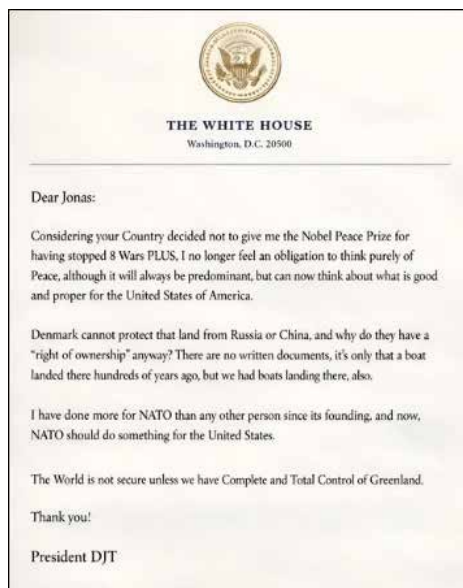 THE WHITE HOUSE
Washington, D.C. 20500
Dear Jonas:
Considering your Country decided not to give me the Nobel Peace Prize for
having stopped 8 Wars PLUS, I no longer feel an obligation to think purely of
Peace, although it will always be predominant, but can now think about what is good
and proper for the United States of America.
Denmark cannot protect that land from Russia or China, and why do they have a
"right of ownership" anyway? There are no written documents, it's only that a boat
landed there hundreds of years ago, but we had boats landing there, also.
I have done more for NATO than any other person since its founding, and now,
NATO should do something for the United States.
The World is not secure unless we have Complete and Total Control of Greenland.
Thank you!
President DJT